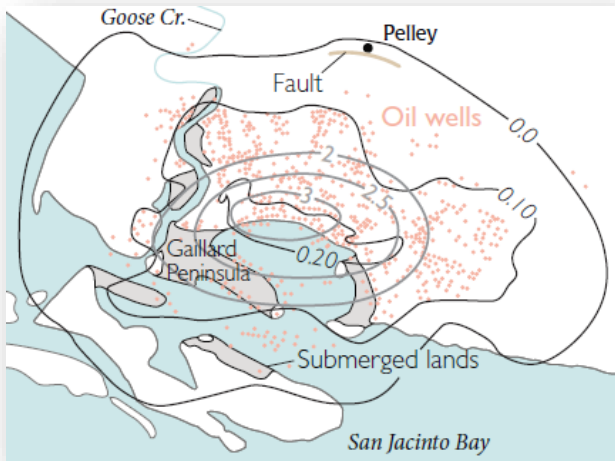 Goose Cr.
Pelley
Fault
Oil wells
0.0
2
2.5
3
0.10
Gaillard
Peninsula
0.20
Submerged lands
San Jacinto Bay